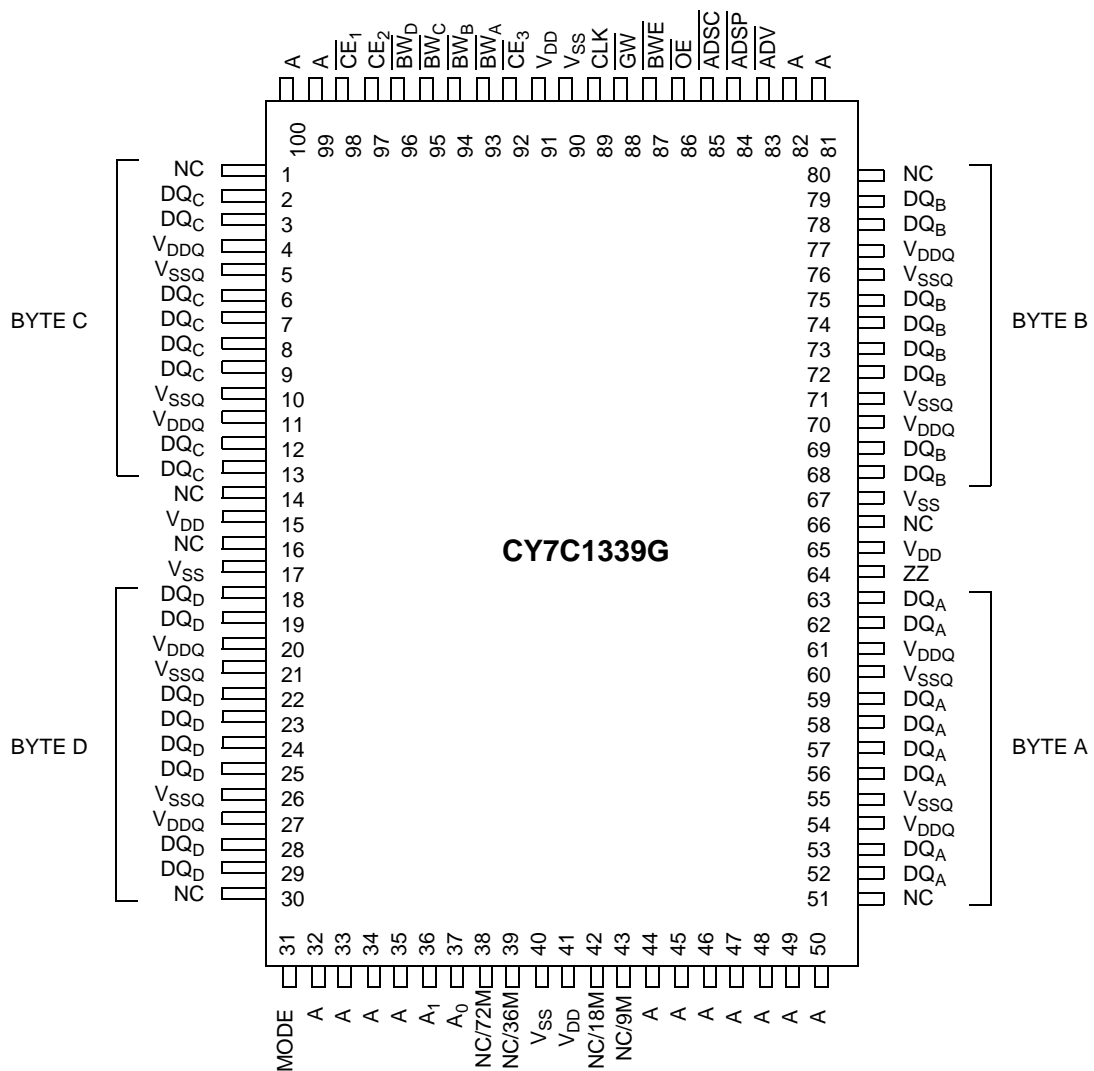 A A CE1 CE2 BWD BWC BWB BWA CE3 VDD VSS CLK GW BWE OE ADSC ADSP ADV A A
100 99 98 97 96 95 94 93 92 91 90 89 88 87 86 85 84 83 82 81
NC 1 80 NC
DQC 2 79 DQB
DQC 3 78 DQB
VDDQ 4 77 VDDQ
VSSQ 5 76 VSSQ
DQC 6 75 DQB
BYTE C DQC 7 74 DQB BYTE B
DQC 8 73 DQB
DQC 9 72 DQB
VSSQ 10 71 VSSQ
VDDQ 11 70 VDDQ
DQC 12 69 DQB
DQC 13 68 DQB
NC 14 67 VSS
VDD 15 66 NC
CY7C1339G
NC 16 65 VDD
VSS 17 64 ZZ
DQD 18 63 DQA
DQD 19 62 DQA
VDDQ 20 61 VDDQ
VSSQ 21 60 VSSQ
DQD 22 59 DQA
DQD 23 58 DQA
BYTE D DQD 24 57 DQA BYTE A
DQD 25 56 DQA
VSSQ 26 55 VSSQ
VDDQ 27 54 VDDQ
DQD 28 53 DQA
DQD 29 52 DQA
NC 30 51 NC
31 32 33 34 35 36 37 38 39 40 41 42 43 44 45 46 47 48 49 50
MODE A A A A A1 A0 NC/72M NC/36M VSS VDD NC/18M NC/9M A A A A A A A